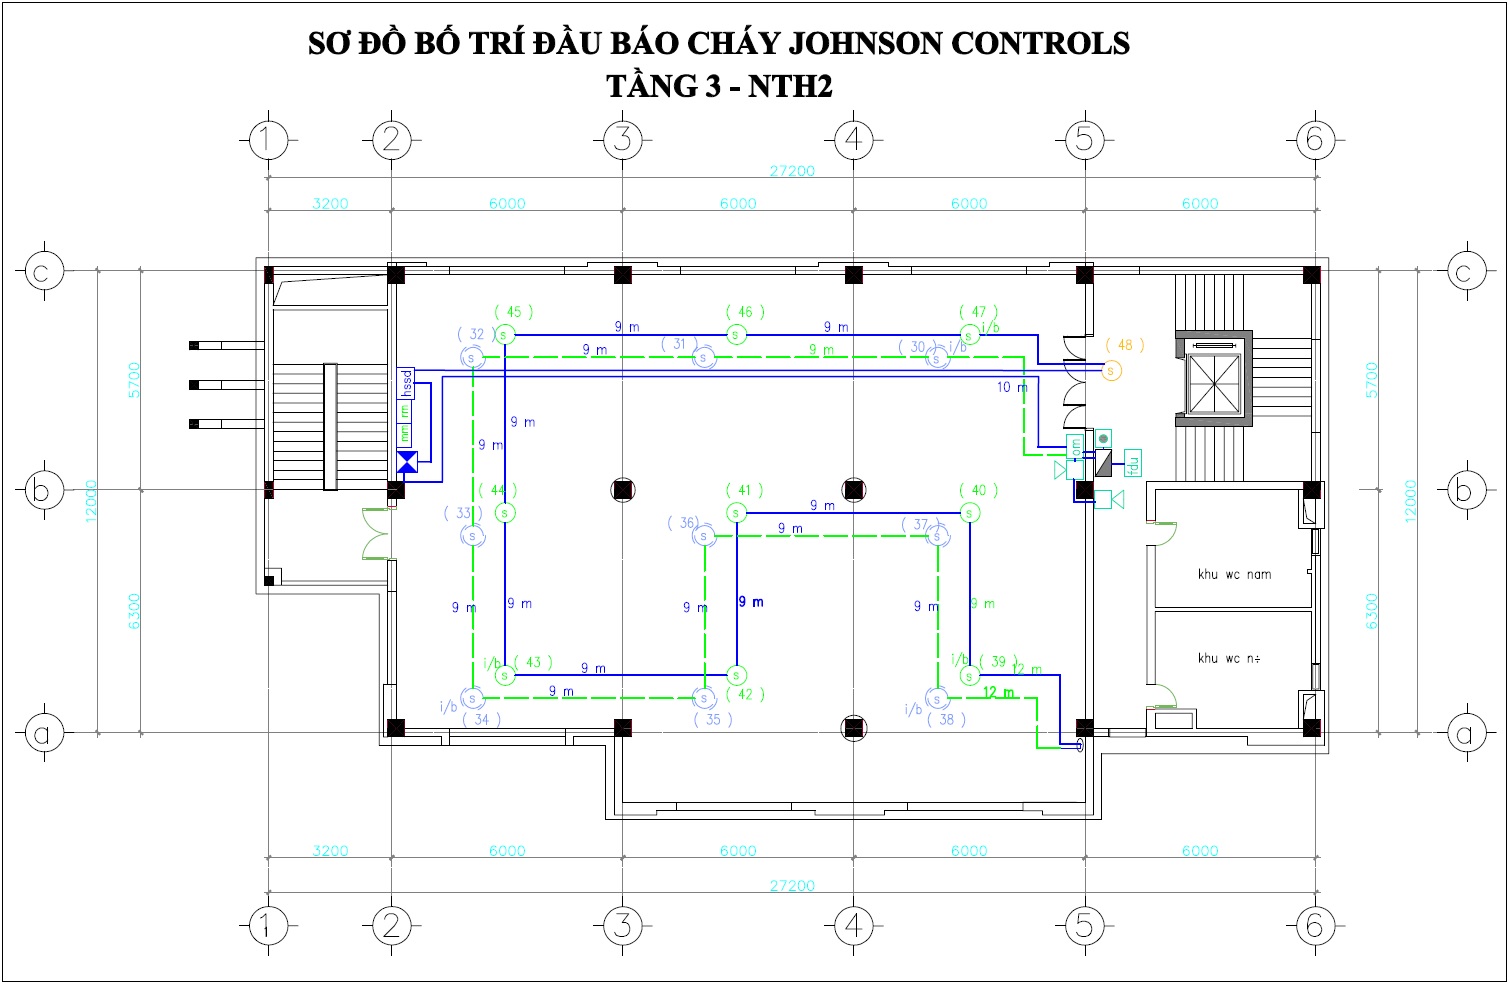 SƠ ĐỒ BỐ TRÍ ĐẦU BÁO CHÁY JOHNSON CONTROLS
TẦNG 3 - NTH2
1 2 3 4 5 6
27200
3200 6000 6000 6000 6000
c c
( 45 ) ( 46 ) ( 47 )
9 m 9 m i/b
( 32 ) ( 31 ) ( 30 ) i/b
9 m 9 m
( 48 )
s s s
s s s
s
5700 5700
hssd
10 m
rm
mm
9 m
9 m
om
fdu
b b
12000 12000
( 44 ) ( 41 ) ( 40 )
9 m
( 33 ) ( 36 ) ( 37 )
9 m
s s s
s s s
khu wc nam
6300 6300
9 m 9 m 9 m 9 m 9 m 9 m
khu wc n÷
i/b ( 43 ) i/b ( 39 ) 12 m
9 m
s s s
9 m 12 m
s s s
( 42 )
i/b i/b
( 34 ) ( 35 ) ( 38 )
a a
3200 6000 6000 6000 6000
27200
1 2 3 4 5 6